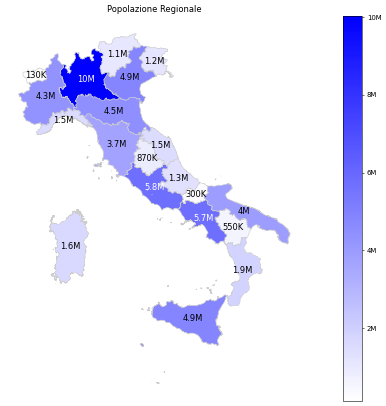 Popolazione Regionale
10M
1.1M
1.2M
130K
10M
4.9M
8M
4.3M
4.5M
1.5M
3.7M
1.5M
870K
6M
1.3M
5.8M
300K
4M
5.7M
550K
1.6M
4M
1.9M
4.9M
2M